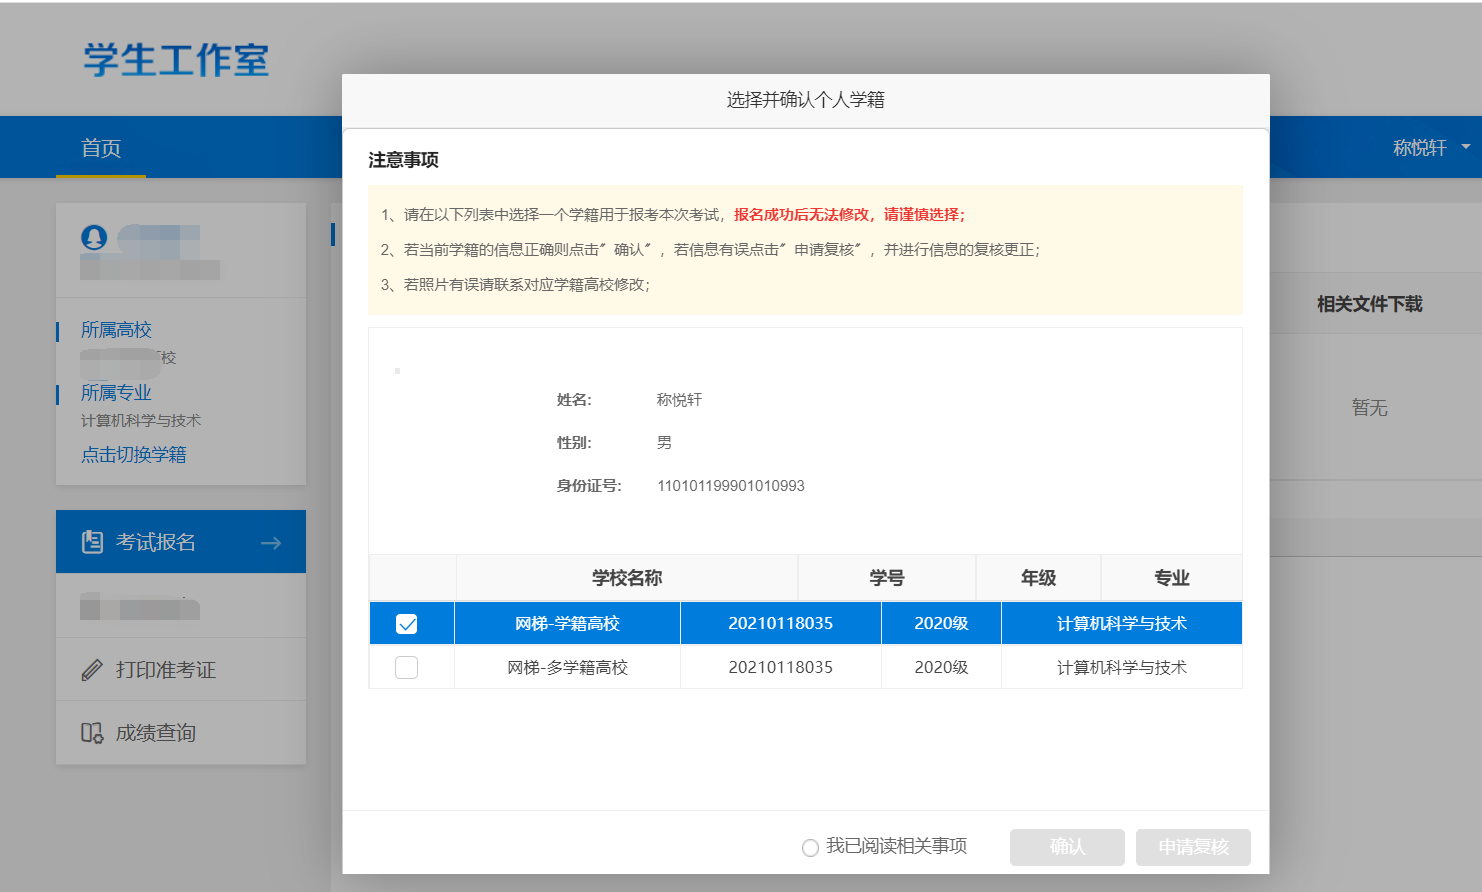 学生工作室
首页
称悦轩
选择并确认个人学籍
注意事项
1、请在以下列表中选择一个学籍用于报考本次考试，报名成功后无法修改，请谨慎选择；
2、若当前学籍的信息正确则点击“确认”，若信息有误点击“申请复核”，并进行信息的复核更正；
3、若照片有误请联系对应学籍高校修改；
所属高校
校
所属专业
计算机科学与技术
点击切换学籍
考试报名
打印准考证
成绩查询
姓名： 称悦轩
性别： 男
身份证号： 110101199901010993
学校名称 学号 年级 专业
网梯-学籍高校 20210118035 2020级 计算机科学与技术
网梯-多学籍高校 20210118035 2020级 计算机科学与技术
我已阅读相关事项 确认 申请复核
相关文件下载
暂无